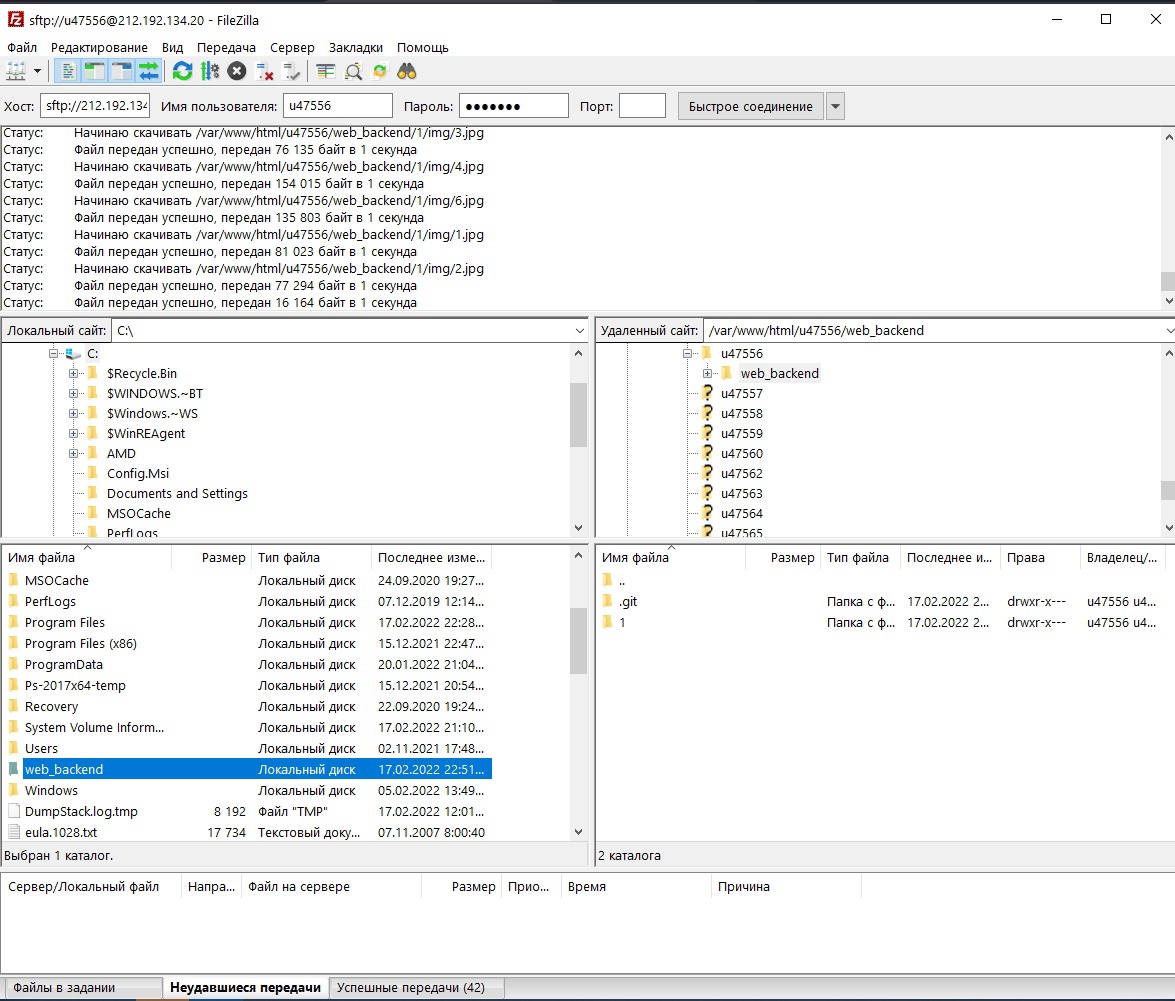 sftp://u47556@212.192.134.20 - FileZilla
Файл Редактирование Вид Передача Сервер Закладки Помощь
Хост: sftp://212.192.134 Имя пользователя: u47556 Пароль: ●●●●●●● Порт: Быстрое соединение
Статус: Начинаю скачивать /var/www/html/u47556/web_backend/1/img/3.jpg
Статус: Файл передан успешно, передан 76 135 байт в 1 секунда
Статус: Начинаю скачивать /var/www/html/u47556/web_backend/1/img/4.jpg
Статус: Файл передан успешно, передан 154 015 байт в 1 секунда
Статус: Начинаю скачивать /var/www/html/u47556/web_backend/1/img/6.jpg
Статус: Файл передан успешно, передан 135 803 байт в 1 секунда
Статус: Начинаю скачивать /var/www/html/u47556/web_backend/1/img/1.jpg
Статус: Файл передан успешно, передан 81 023 байт в 1 секунда
Статус: Начинаю скачивать /var/www/html/u47556/web_backend/1/img/2.jpg
Статус: Файл передан успешно, передан 77 294 байт в 1 секунда
Статус: Файл передан успешно, передан 16 164 байт в 1 секунда
Локальный сайт: C:\
C:
$Recycle.Bin
$WINDOWS.~BT
$Windows.~WS
$WinREAgent
AMD
Config.Msi
Documents and Settings
MSOCache
PerfLogs
Имя файла Размер Тип файла Последнее изме...
MSOCache Локальный диск 24.09.2020 19:27...
PerfLogs Локальный диск 07.12.2019 12:14...
Program Files Локальный диск 17.02.2022 22:28...
Program Files (x86) Локальный диск 15.12.2021 22:47...
ProgramData Локальный диск 20.01.2022 21:04...
Ps-2017x64-temp Локальный диск 15.12.2021 20:54...
Recovery Локальный диск 22.09.2020 19:24...
System Volume Inform... Локальный диск 17.02.2022 21:10...
Users Локальный диск 02.11.2021 17:48...
web_backend Локальный диск 17.02.2022 22:51...
Windows Локальный диск 05.02.2022 13:49...
DumpStack.log.tmp 8 192 Файл "TMP" 17.02.2022 12:01...
eula.1028.txt 17 734 Текстовый доку... 07.11.2007 8:00:40
Выбран 1 каталог.
Удаленный сайт: /var/www/html/u47556/web_backend
u47556
web_backend
u47557
u47558
u47559
u47560
u47562
u47563
u47564
u47565
Имя файла Размер Тип файла Последнее и... Права Владелец/...
..
.git Папка с ф... 17.02.2022 2... drwxr-x--- u47556 u4...
1 Папка с ф... 17.02.2022 2... drwxr-x--- u47556 u4...
2 каталога
Сервер/Локальный файл Напра... Файл на сервере Размер Прио... Время Причина
Файлы в задании Неудавшиеся передачи Успешные передачи (42)